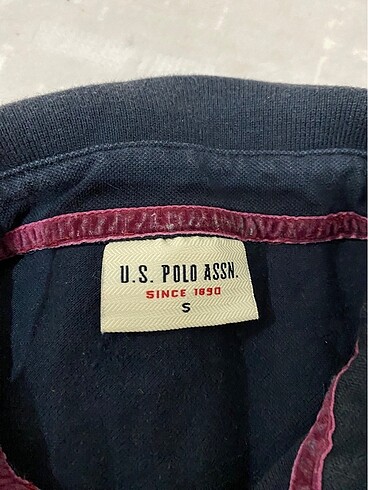 U.S. POLO ASSN.
SINCE 1890
S